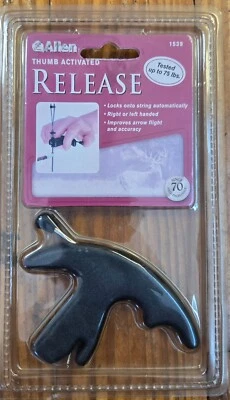 Allen
1539
THUMB ACTIVATED
RELEASE
Tested
up to 75 lbs.
• Locks onto string automatically
• Right or left handed
• Improves arrow flight
and accuracy
70